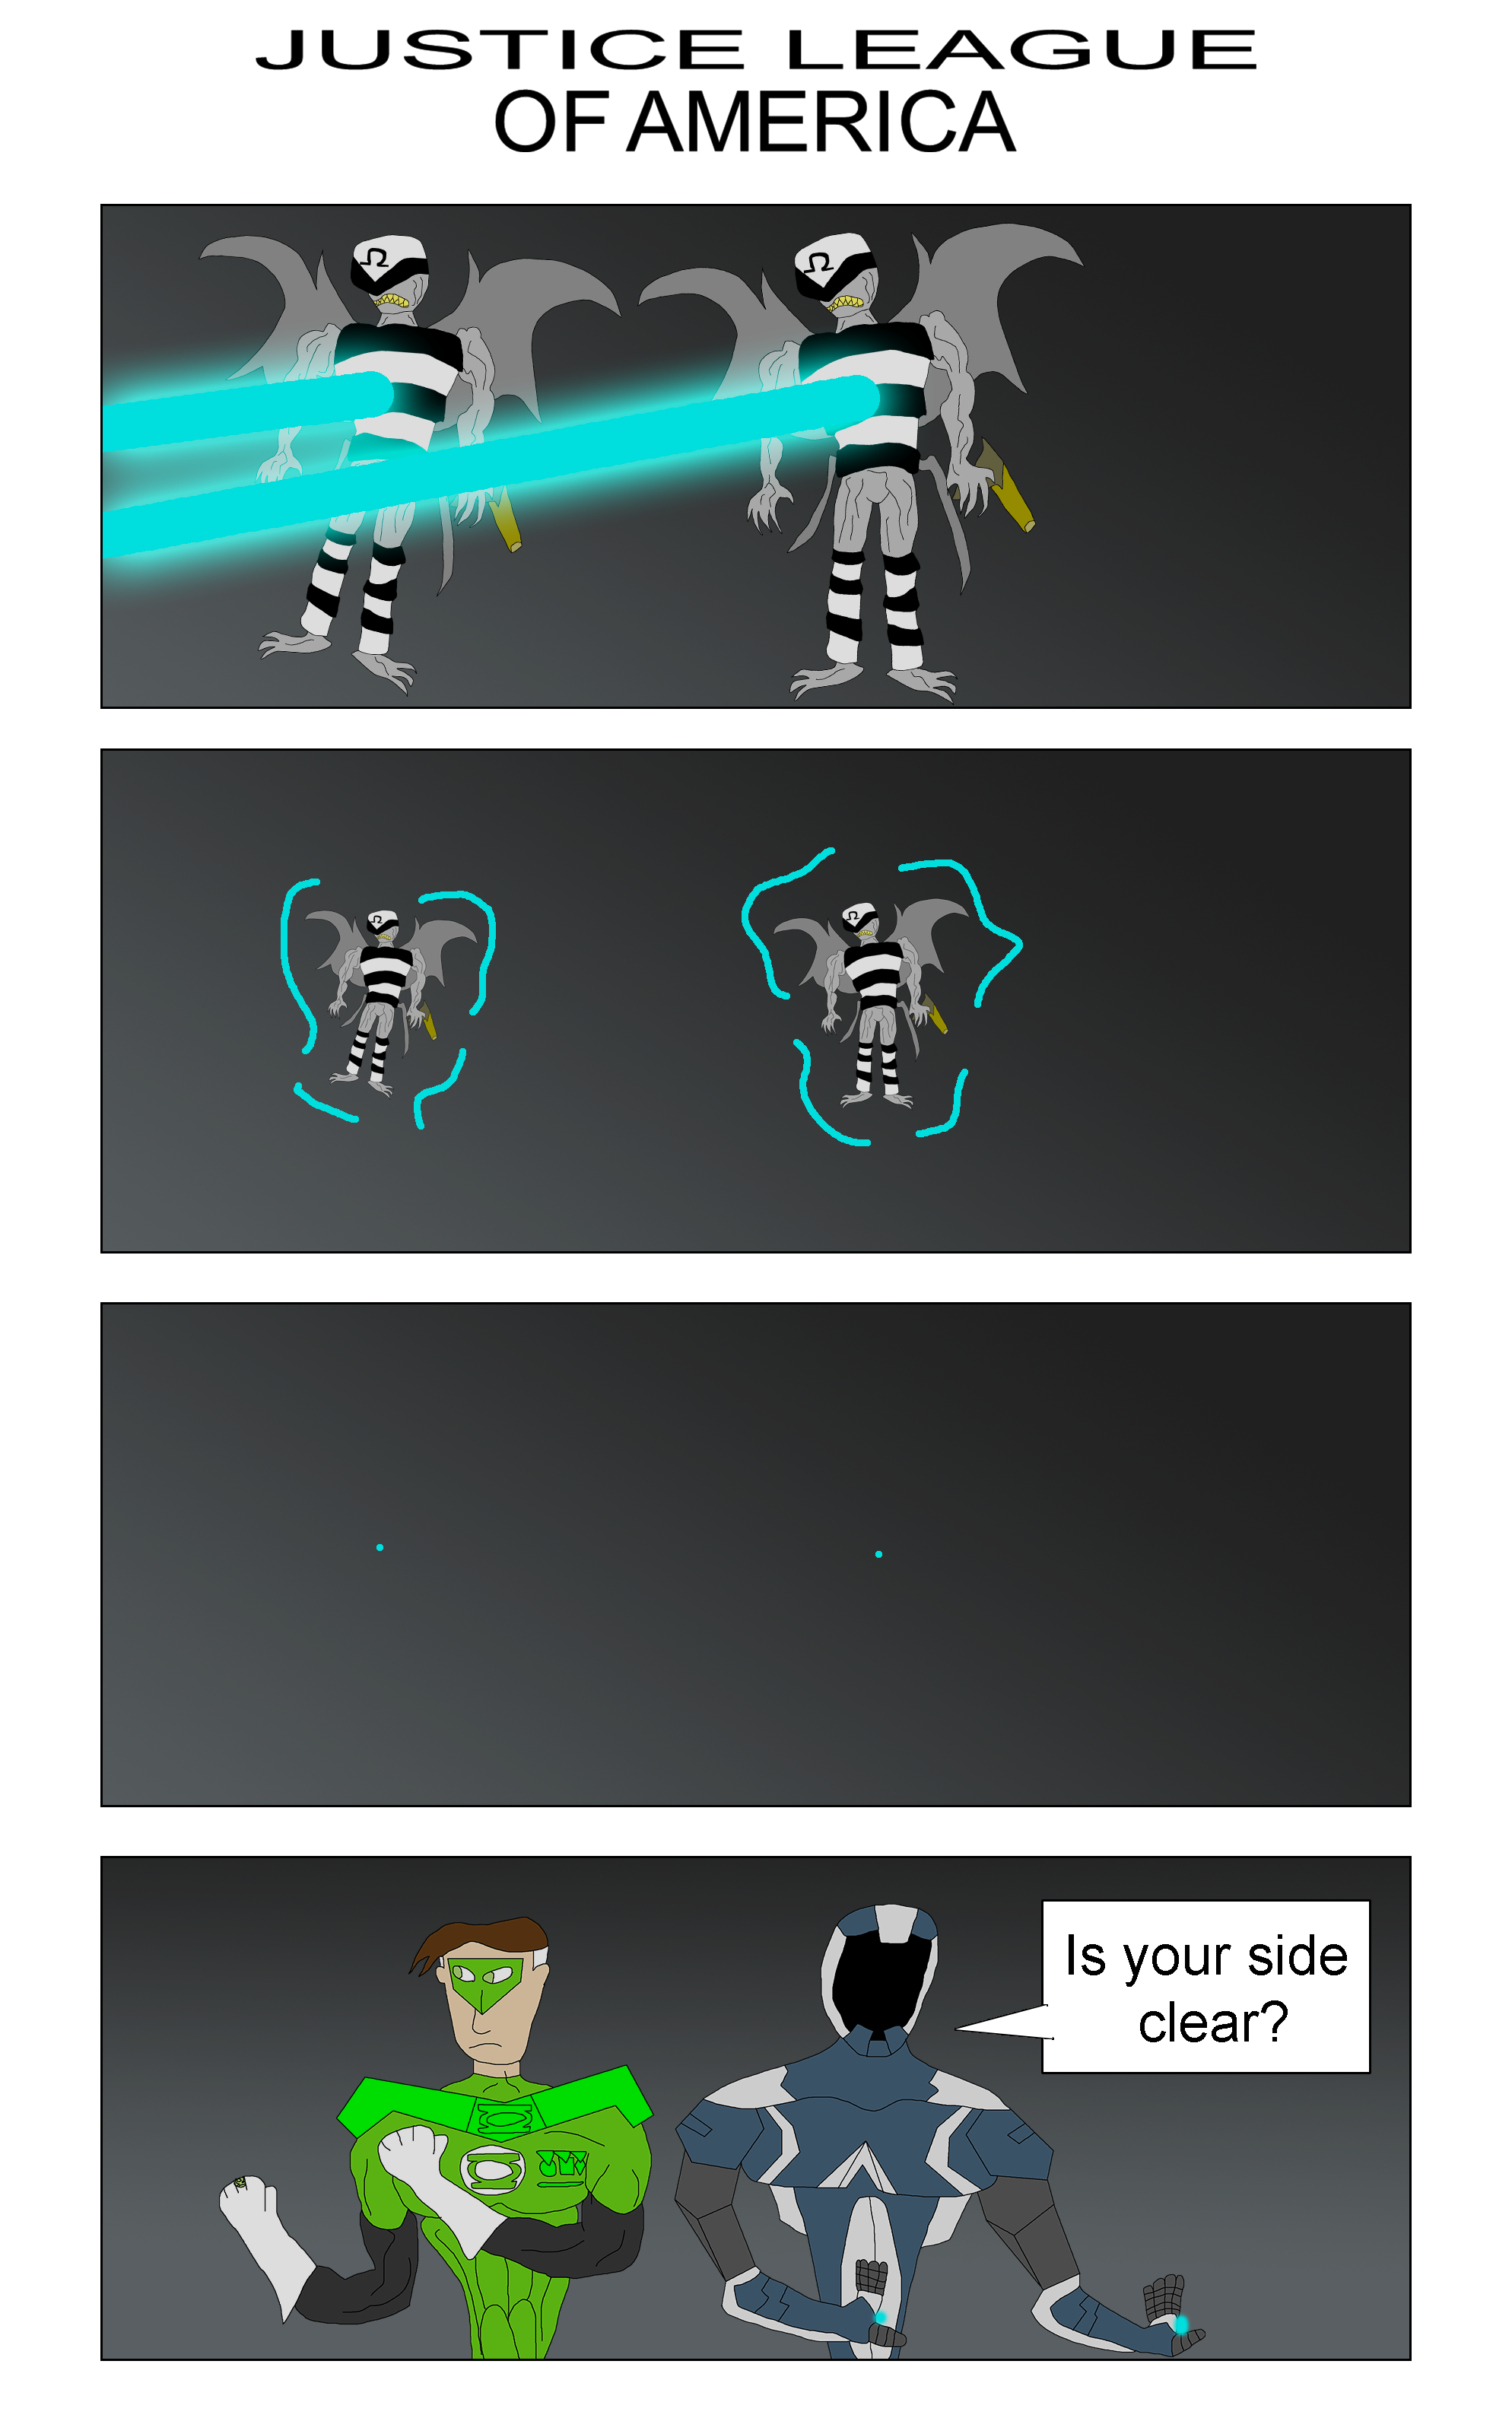 JUSTICE LEAGUE
OF AMERICA
Ω
Ω
Ω
Ω
Is your side
clear?